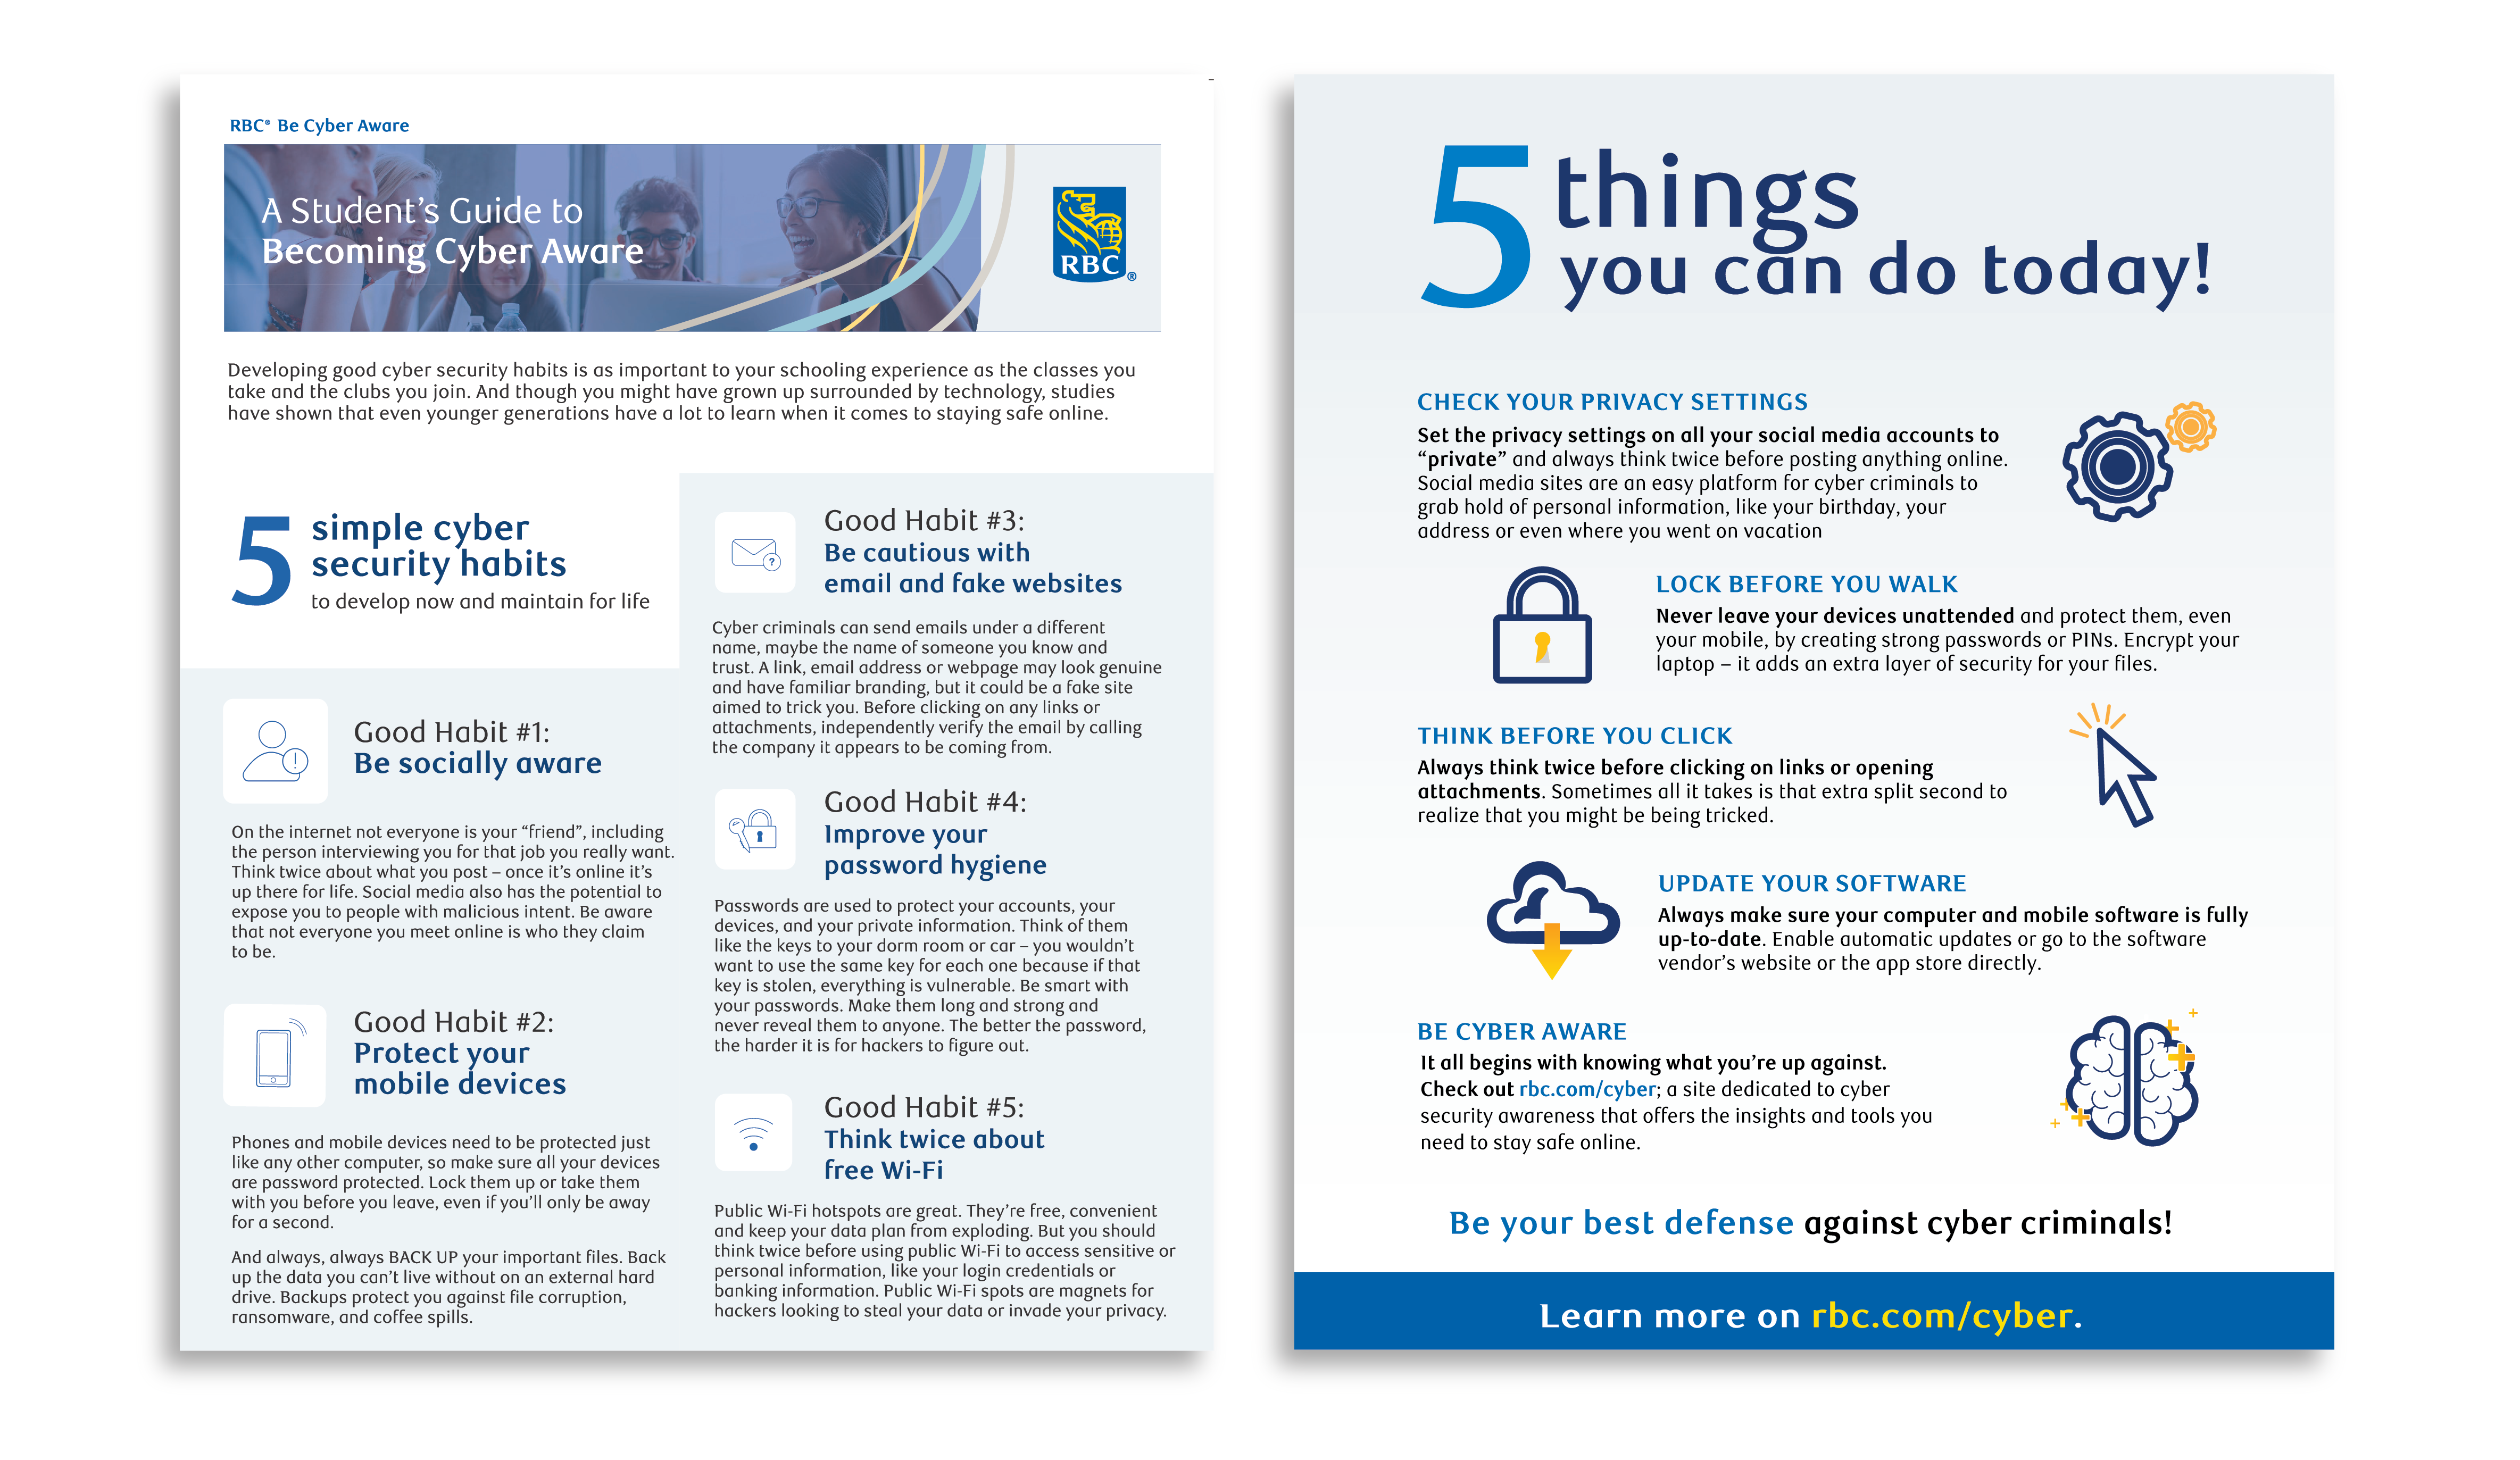 RBC® Be Cyber Aware
A Student's Guide to
Becoming Cyber Aware
RBC®
Developing good cyber security habits is as important to your schooling experience as the classes you
take and the clubs you join. And though you might have grown up surrounded by technology, studies
have shown that even younger generations have a lot to learn when it comes to staying safe online.
5 simple cyber
security habits
to develop now and maintain for life
Good Habit #1:
Be socially aware
On the internet not everyone is your “friend”, including
the person interviewing you for that job you really want.
Think twice about what you post – once it's online it's
up there for life. Social media also has the potential to
expose you to people with malicious intent. Be aware
that not everyone you meet online is who they claim
to be.
Good Habit #2:
Protect your
mobile devices
Phones and mobile devices need to be protected just
like any other computer, so make sure all your devices
are password protected. Lock them up or take them
with you before you leave, even if you'll only be away
for a second.
And always, always BACK UP your important files. Back
up the data you can't live without on an external hard
drive. Backups protect you against file corruption,
ransomware, and coffee spills.
Good Habit #3:
Be cautious with
email and fake websites
Cyber criminals can send emails under a different
name, maybe the name of someone you know and
trust. A link, email address or webpage may look genuine
and have familiar branding, but it could be a fake site
aimed to trick you. Before clicking on any links or
attachments, independently verify the email by calling
the company it appears to be coming from.
Good Habit #4:
Improve your
password hygiene
Passwords are used to protect your accounts, your
devices, and your private information. Think of them
like the keys to your dorm room or car – you wouldn't
want to use the same key for each one because if that
key is stolen, everything is vulnerable. Be smart with
your passwords. Make them long and strong and
never reveal them to anyone. The better the password,
the harder it is for hackers to figure out.
Good Habit #5:
Think twice about
free Wi-Fi
Public Wi-Fi hotspots are great. They're free, convenient
and keep your data plan from exploding. But you should
think twice before using public Wi-Fi to access sensitive or
personal information, like your login credentials or
banking information. Public Wi-Fi spots are magnets for
hackers looking to steal your data or invade your privacy.
5 things
you can do today!
CHECK YOUR PRIVACY SETTINGS
Set the privacy settings on all your social media accounts to
“private” and always think twice before posting anything online.
Social media sites are an easy platform for cyber criminals to
grab hold of personal information, like your birthday, your
address or even where you went on vacation
LOCK BEFORE YOU WALK
Never leave your devices unattended and protect them, even
your mobile, by creating strong passwords or PINs. Encrypt your
laptop – it adds an extra layer of security for your files.
THINK BEFORE YOU CLICK
Always think twice before clicking on links or opening
attachments. Sometimes all it takes is that extra split second to
realize that you might be being tricked.
UPDATE YOUR SOFTWARE
Always make sure your computer and mobile software is fully
up-to-date. Enable automatic updates or go to the software
vendor's website or the app store directly.
BE CYBER AWARE
It all begins with knowing what you're up against.
Check out rbc.com/cyber; a site dedicated to cyber
security awareness that offers the insights and tools you
need to stay safe online.
Be your best defense against cyber criminals!
Learn more on rbc.com/cyber.